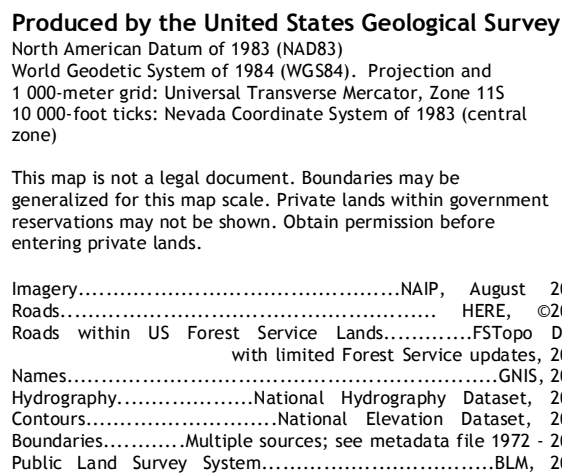 Produced by the United States Geological Survey
North American Datum of 1983 (NAD83)
World Geodetic System of 1984 (WGS84). Projection and
1 000-meter grid: Universal Transverse Mercator, Zone 11S
10 000-foot ticks: Nevada Coordinate System of 1983 (central
zone)
This map is not a legal document. Boundaries may be
generalized for this map scale. Private lands within government
reservations may not be shown. Obtain permission before
entering private lands.
Imagery..........................................NAIP, August
Roads................................................ HERE,
Roads within US Forest Service Lands............FSTopo
with limited Forest Service updates,
Names.......................................................GNIS,
Hydrography...................National Hydrography Dataset,
Contours...........................National Elevation Dataset,
Boundaries...........Multiple sources; see metadata file 1972 -
Public Land Survey System..............................BLM,